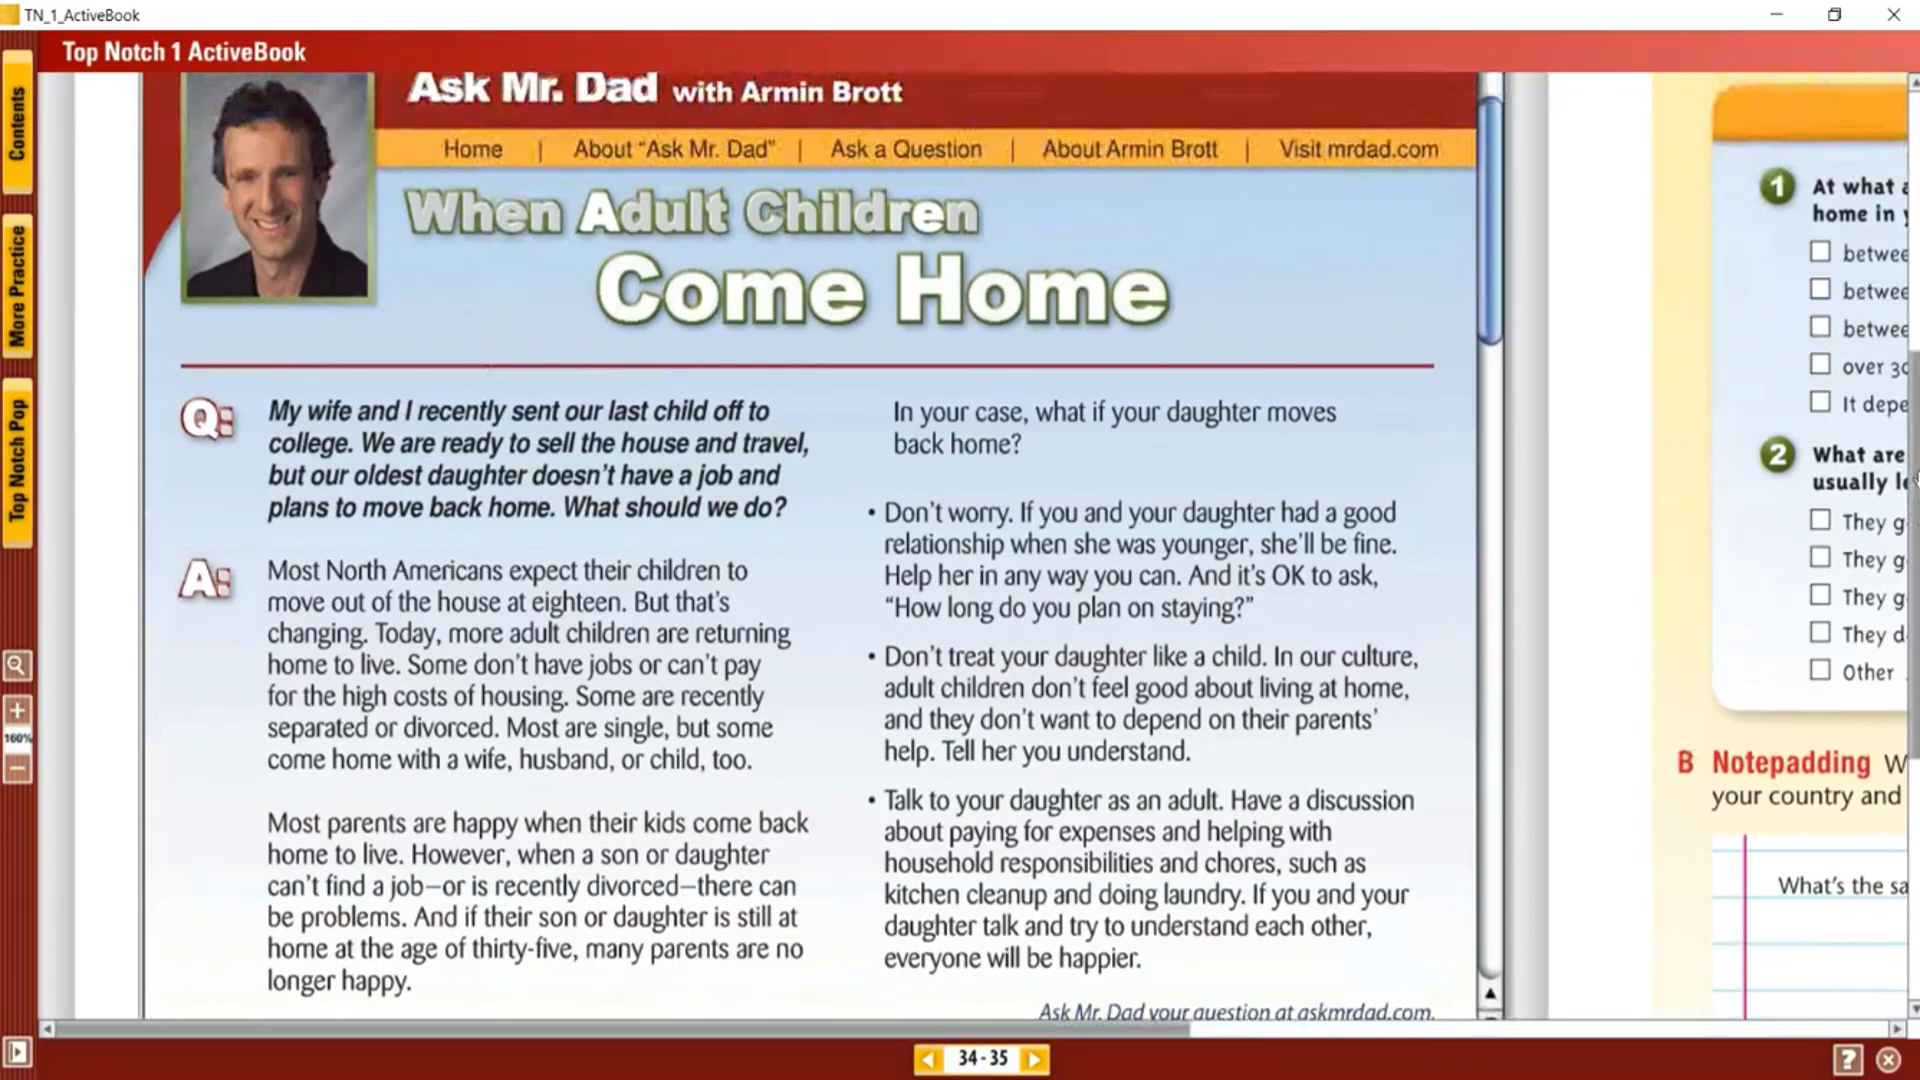 TN_1_ActiveBook
Top Notch 1 ActiveBook
Contents
More Practice
Top Notch Pop
160%
Ask Mr. Dad with Armin Brott
Home | About “Ask Mr. Dad” | Ask a Question | About Armin Brott | Visit mrdad.com
When Adult Children
Come Home
Q:
My wife and I recently sent our last child off to
college. We are ready to sell the house and travel,
but our oldest daughter doesn’t have a job and
plans to move back home. What should we do?
A:
Most North Americans expect their children to
move out of the house at eighteen. But that’s
changing. Today, more adult children are returning
home to live. Some don’t have jobs or can’t pay
for the high costs of housing. Some are recently
separated or divorced. Most are single, but some
come home with a wife, husband, or child, too.
Most parents are happy when their kids come back
home to live. However, when a son or daughter
can’t find a job—or is recently divorced—there can
be problems. And if their son or daughter is still at
home at the age of thirty-five, many parents are no
longer happy.
In your case, what if your daughter moves
back home?
• Don’t worry. If you and your daughter had a good
relationship when she was younger, she’ll be fine.
Help her in any way you can. And it’s OK to ask,
“How long do you plan on staying?”
• Don’t treat your daughter like a child. In our culture,
adult children don’t feel good about living at home,
and they don’t want to depend on their parents’
help. Tell her you understand.
• Talk to your daughter as an adult. Have a discussion
about paying for expenses and helping with
household responsibilities and chores, such as
kitchen cleanup and doing laundry. If you and your
daughter talk and try to understand each other,
everyone will be happier.
Ask Mr. Dad your question at askmrdad.com.
1 At what
home in
betwee
betwee
betwee
over 30
It depe
2 What are
usually
They g
They g
They g
They d
Other
B Notepadding W
your country and
What’s the sa
34-35
?